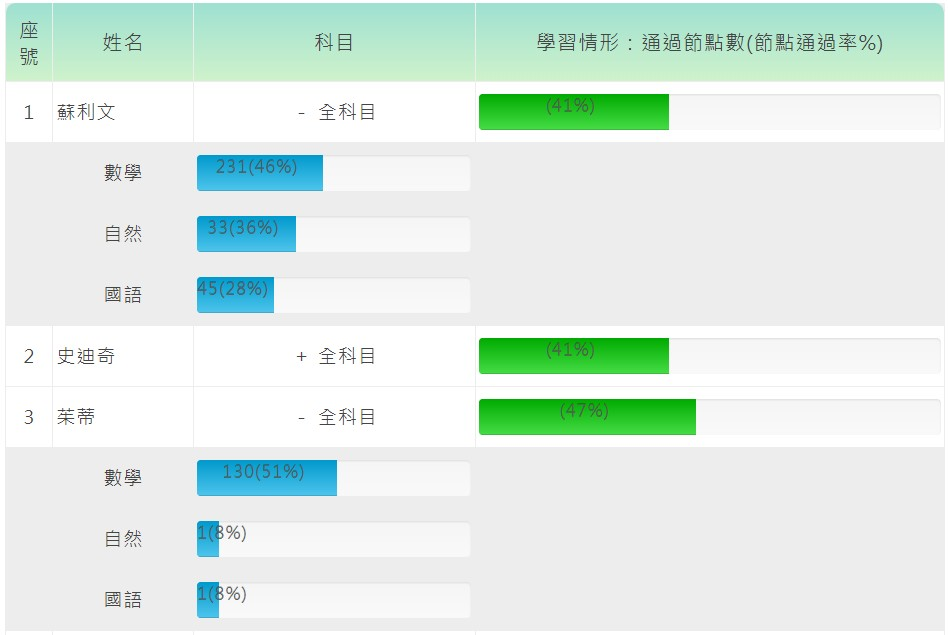 座號 姓名 科目 學習情形：通過節點數(節點通過率%)
1 蘇利文 - 全科目 (41%)
數學 231(46%)
自然 33(36%)
國語 45(28%)
2 史迪奇 + 全科目 (41%)
3 茱蒂 - 全科目 (47%)
數學 130(51%)
自然 1(8%)
國語 1(8%)